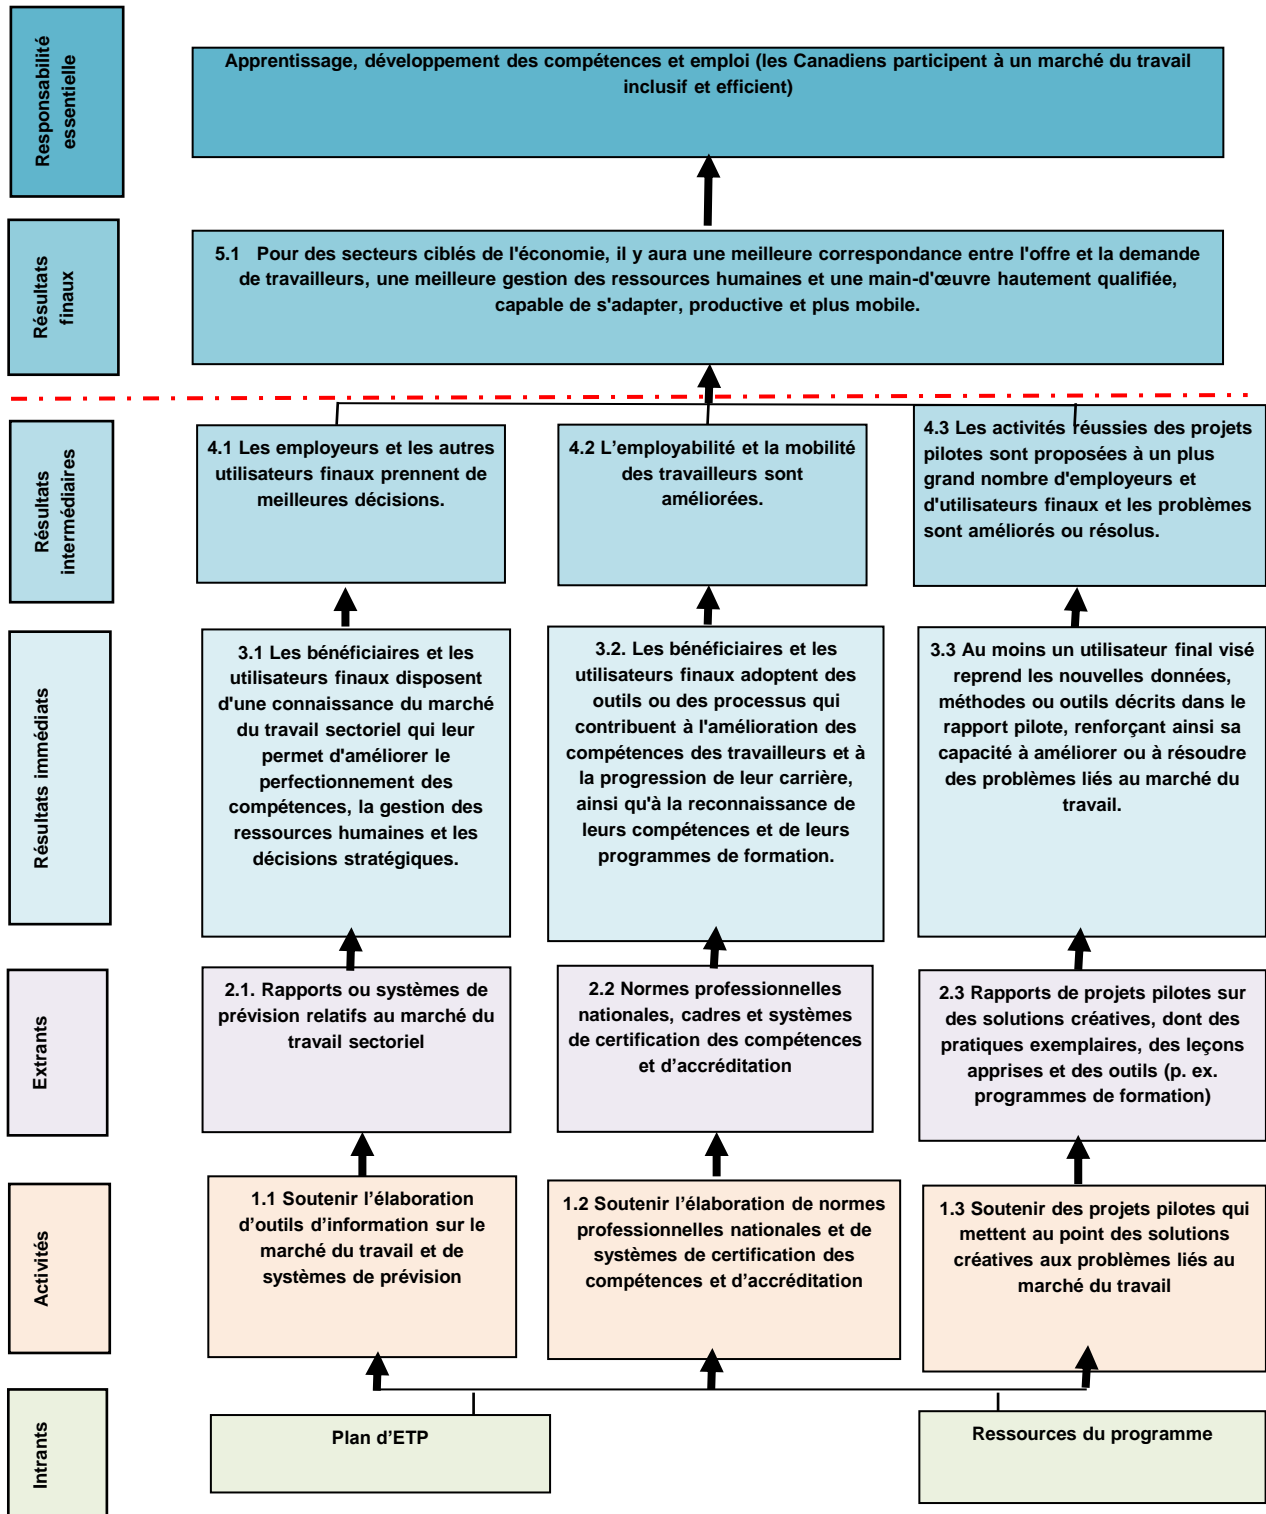 Responsabilité
essentielle
Apprentissage, développement des compétences et emploi (les Canadiens participent à un marché du travail
inclusif et efficient)
Résultats
finaux
5.1 Pour des secteurs ciblés de l'économie, il y aura une meilleure correspondance entre l'offre et la demande
de travailleurs, une meilleure gestion des ressources humaines et une main-d'œuvre hautement qualifiée,
capable de s'adapter, productive et plus mobile.
Résultats
intermédiaires
4.1 Les employeurs et les autres
utilisateurs finaux prennent de
meilleures décisions.
4.2 L'employabilité et la mobilité
des travailleurs sont
améliorées.
4.3 Les activités réussies des projets
pilotes sont proposées à un plus
grand nombre d'employeurs et
d'utilisateurs finaux et les problèmes
sont améliorés ou résolus.
Résultats immédiats
3.1 Les bénéficiaires et les
utilisateurs finaux disposent
d'une connaissance du marché
du travail sectoriel qui leur
permet d'améliorer le
perfectionnement des
compétences, la gestion des
ressources humaines et les
décisions stratégiques.
3.2. Les bénéficiaires et les
utilisateurs finaux adoptent des
outils ou des processus qui
contribuent à l'amélioration des
compétences des travailleurs et à
la progression de leur carrière,
ainsi qu'à la reconnaissance de
leurs compétences et de leurs
programmes de formation.
3.3 Au moins un utilisateur final visé
reprend les nouvelles données,
méthodes ou outils décrits dans le
rapport pilote, renforçant ainsi sa
capacité à améliorer ou à résoudre
des problèmes liés au marché du
travail.
Extrants
2.1. Rapports ou systèmes de
prévision relatifs au marché du
travail sectoriel
2.2 Normes professionnelles
nationales, cadres et systèmes
de certification des compétences
et d'accréditation
2.3 Rapports de projets pilotes sur
des solutions créatives, dont des
pratiques exemplaires, des leçons
apprises et des outils (p. ex.
programmes de formation)
Activités
1.1 Soutenir l'élaboration
d'outils d'information sur le
marché du travail et de
systèmes de prévision
1.2 Soutenir l'élaboration de normes
professionnelles nationales et de
systèmes de certification des
compétences et d'accréditation
1.3 Soutenir des projets pilotes qui
mettent au point des solutions
créatives aux problèmes liés au
marché du travail
Intrants
Plan d'ETP
Ressources du programme